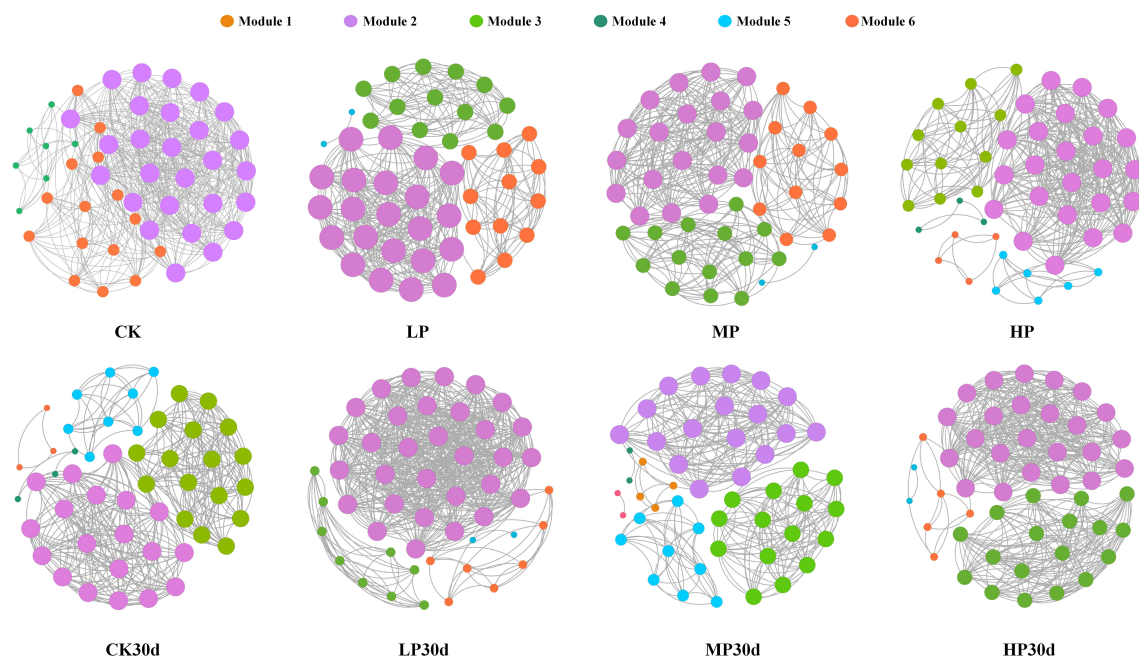 Module 1 Module 2 Module 3 Module 4 Module 5 Module 6
CK LP MP HP
CK30d LP30d MP30d HP30d